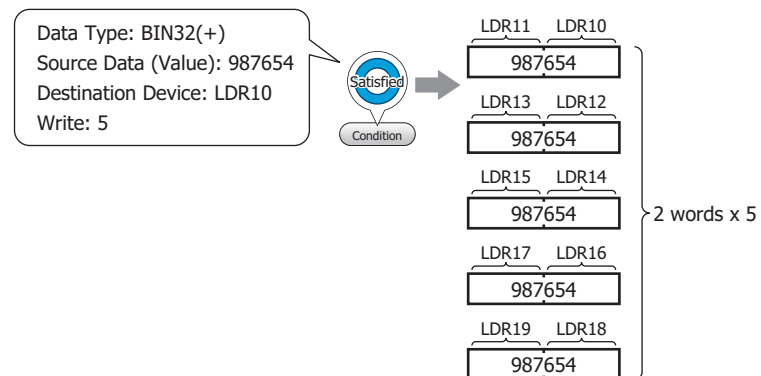 Data Type: BIN32(+)
Source Data (Value): 987654
Destination Device: LDR10
Write: 5
Satisfied
Condition
LDR11 LDR10
987654
LDR13 LDR12
987654
LDR15 LDR14
987654
LDR17 LDR16
987654
LDR19 LDR18
987654
2 words x 5